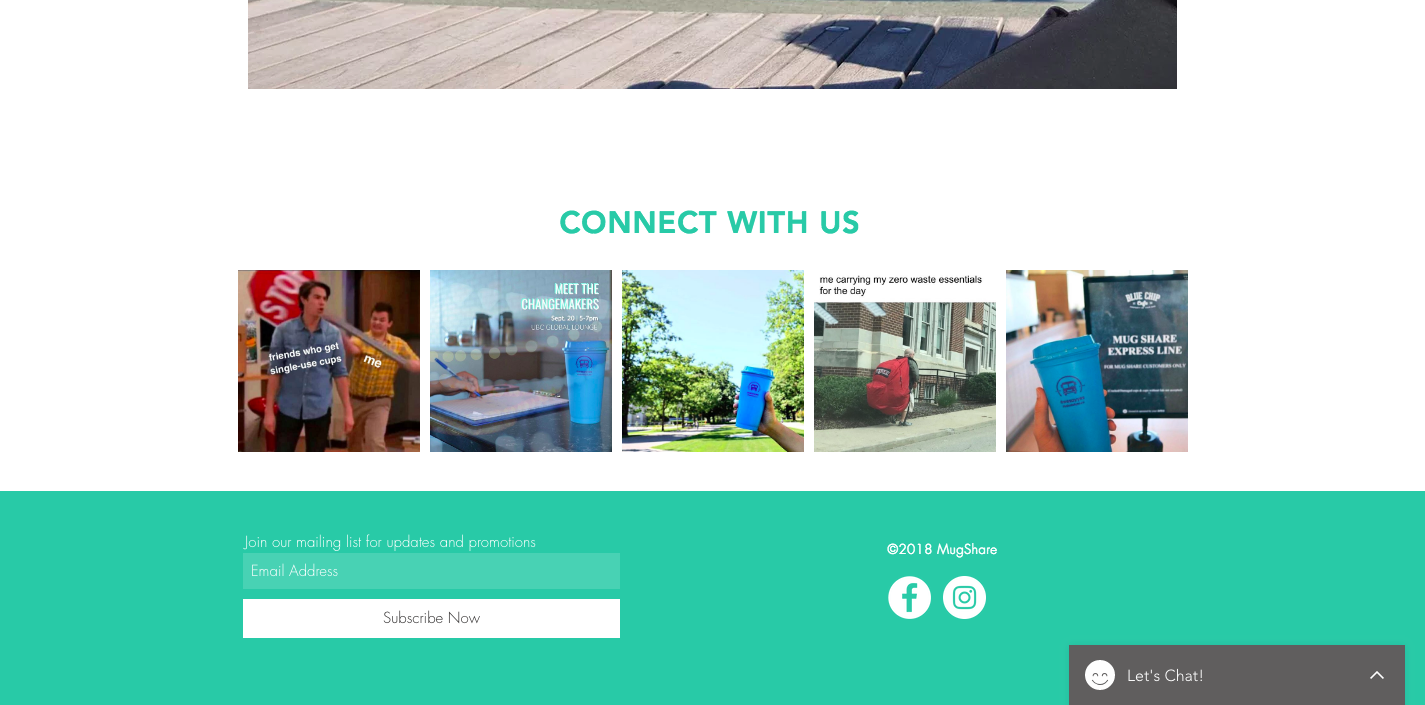 CONNECT WITH US
STOP
friends who get
single-use cups
me
MEET THE
CHANGEMAKERS
Sept. 20 | 5-7pm
UBC GLOBAL LOUNGE
me carrying my zero waste essentials
for the day
BLUE CHIP
Cafe
MUG SHARE
EXPRESS LINE
FOR MUG SHARE CUSTOMERS ONLY
Join our mailing list for updates and promotions
Email Address
Subscribe Now
©2018 MugShare
Let's Chat!